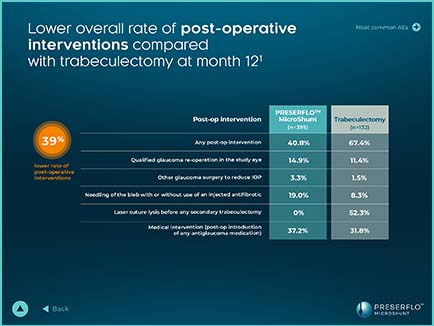 Lower overall rate of post-operative
interventions compared
with trabeculectomy at month 12¹
Most common AEs
39%
lower rate of
post-operative
interventions
Post-op intervention
PRESERFLO™
MicroShunt
(n=395)
Trabeculectomy
(n=132)
Any post-op intervention 40.8% 67.4%
Qualified glaucoma re-operation in the study eye 14.9% 11.4%
Other glaucoma surgery to reduce IOP 3.3% 1.5%
Needling of the bleb with or without use of an injected antifibrotic 19.0% 8.3%
Laser suture lysis before any secondary trabeculectomy 0% 52.3%
Medical intervention (post-op introduction
of any antiglaucoma medication) 37.2% 31.8%
Back
PRESERFLO™
MICROSHUNT